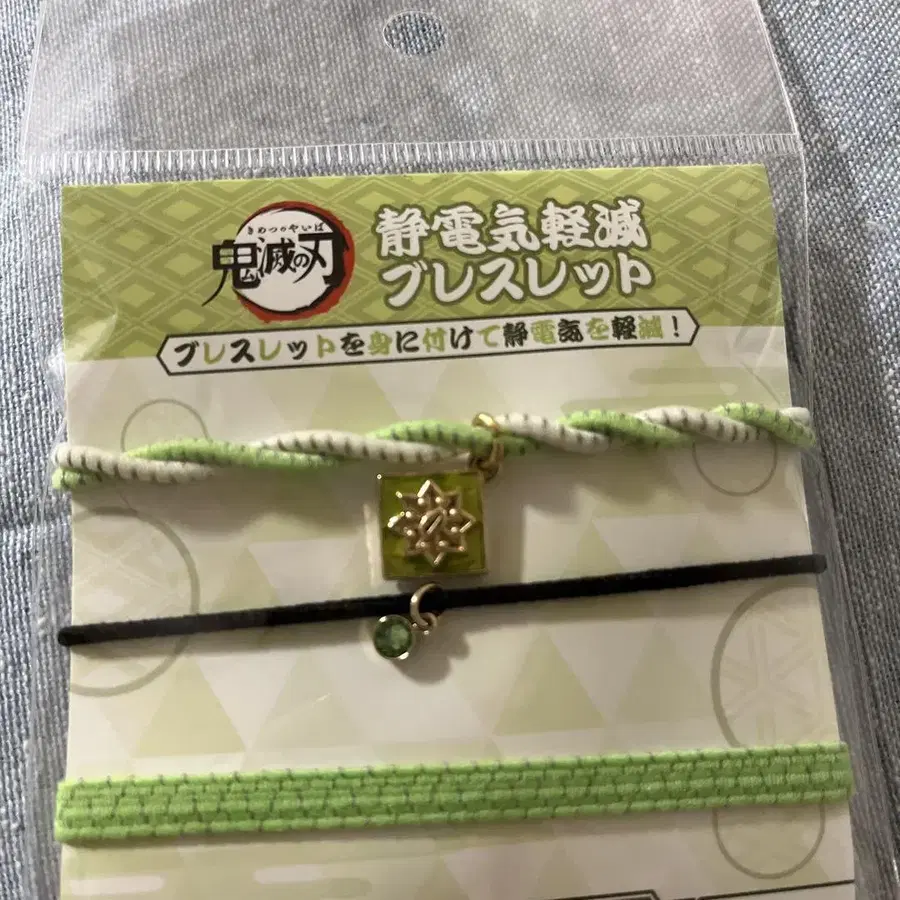 きめつのやいば
鬼滅の刃
静電気軽減
ブレスレット
ブレスレットを身に付けて静電気を軽減！